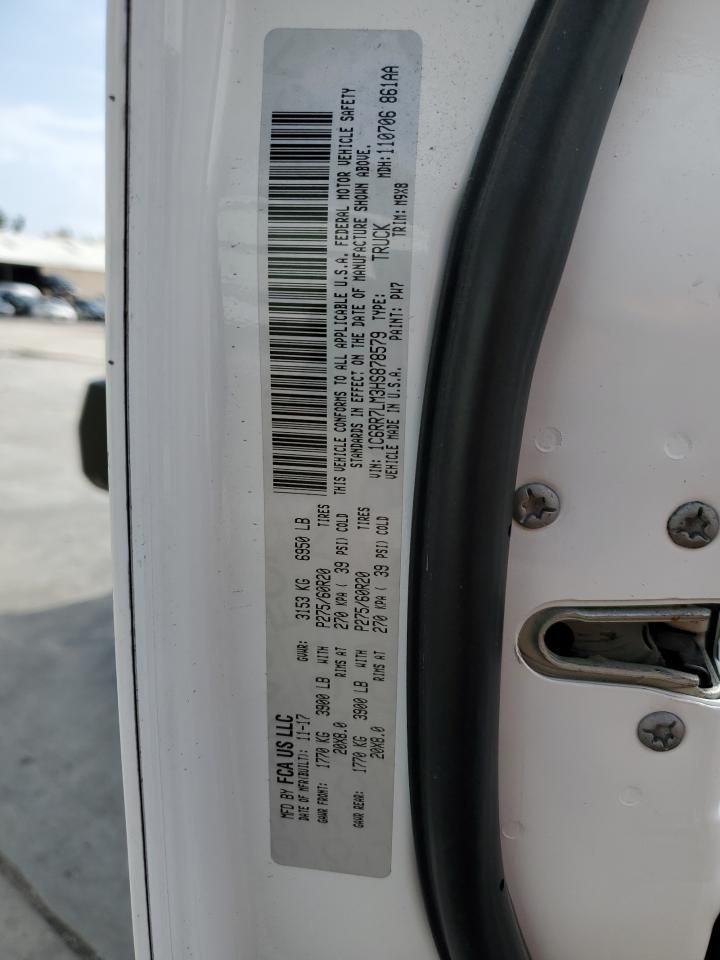 MFD BY FCA US LLC
DATE OF MFR(BUILT): 11-17 GVWR: 3153 KG 6950 LB
GAWR FRONT: 1770 KG 3900 LB WITH P275/60R20 TIRES
20X8.0 RIMS AT 270 KPA ( 39 PSI) COLD
GAWR REAR: 1770 KG 3900 LB WITH P275/60R20 TIRES
20X8.0 RIMS AT 270 KPA ( 39 PSI) COLD
THIS VEHICLE CONFORMS TO ALL APPLICABLE U.S.A. FEDERAL MOTOR VEHICLE SAFETY
STANDARDS IN EFFECT ON THE DATE OF MANUFACTURE SHOWN ABOVE.
VIN: 1C6RR7LM3HS878579 TYPE: TRUCK MDH: 110706 861AA
VEHICLE MADE IN U.S.A. PAINT: PW7 TRIM: M9X8